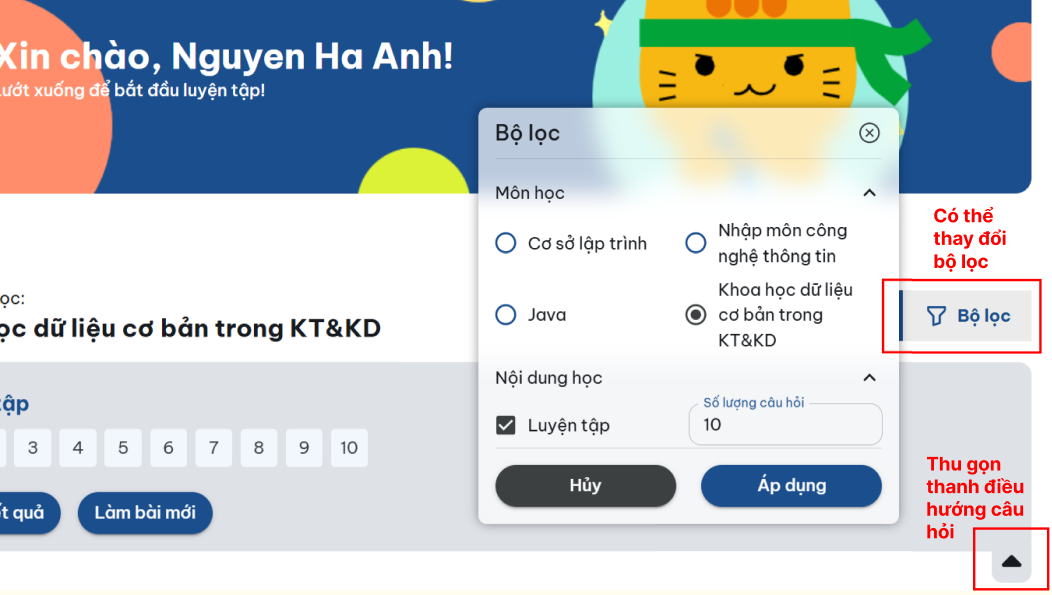 Xin chào, Nguyen Ha Anh!
ướt xuống để bắt đầu luyện tập!
Bộ lọc
Môn học
Cơ sở lập trình
Nhập môn công
nghệ thông tin
Java
Khoa học dữ liệu
cơ bản trong
KT&KD
Nội dung học
Luyện tập
Số lượng câu hỏi
10
Hủy
Áp dụng
ọc:
ọc dữ liệu cơ bản trong KT&KD
tập
3 4 5 6 7 8 9 10
t quả
Làm bài mới
Có thể
thay đổi
bộ lọc
Bộ lọc
Thu gọn
thanh điều
hướng câu
hỏi